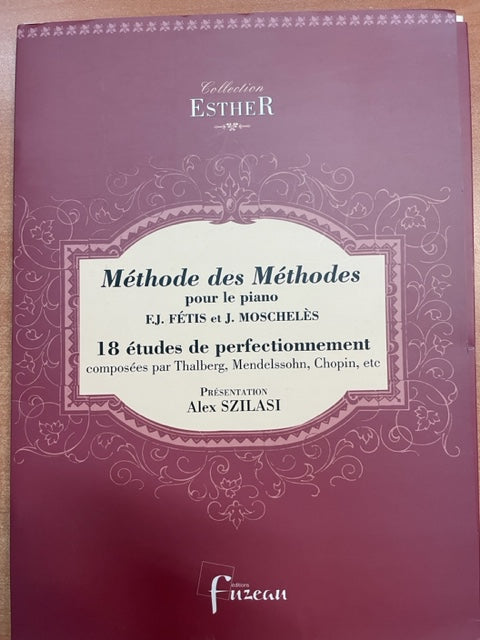 Collection
ESTHER
Méthode des Méthodes
pour le piano
F.J. FÉTIS et J. MOSCHELÈS
18 études de perfectionnement
composées par Thalberg, Mendelssohn, Chopin, etc
PRÉSENTATION
Alex SZILASI
éditions
Fuzeau